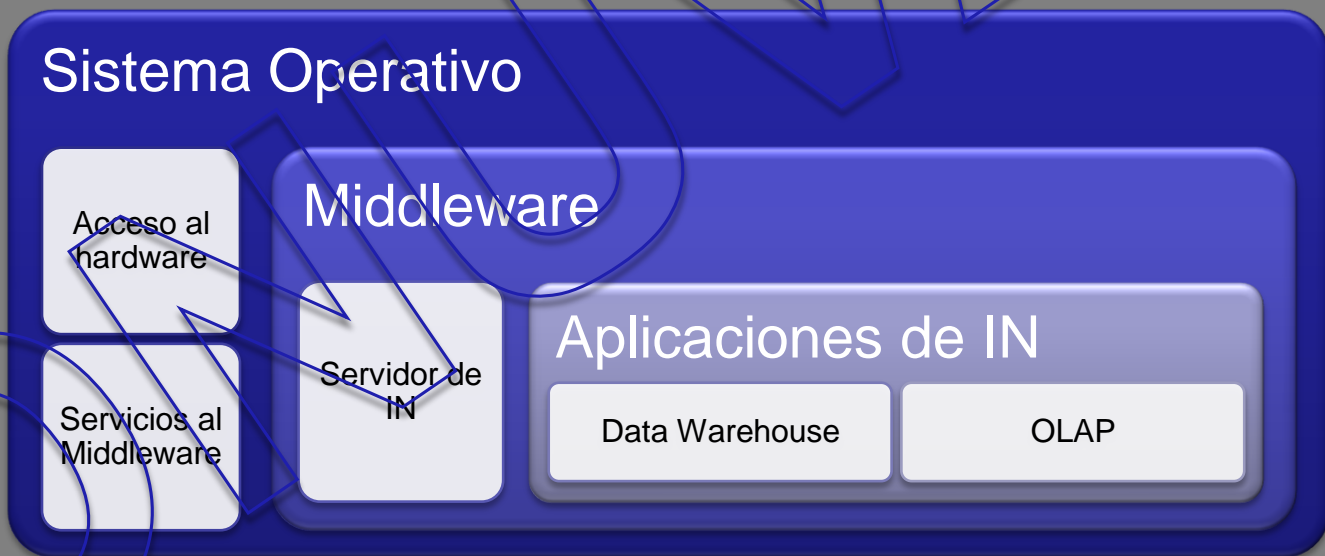 Sistema Operativo
Acceso al
hardware
Servicios al
Middleware
Middleware
Servidor de
IN
Aplicaciones de IN
Data Warehouse
OLAP